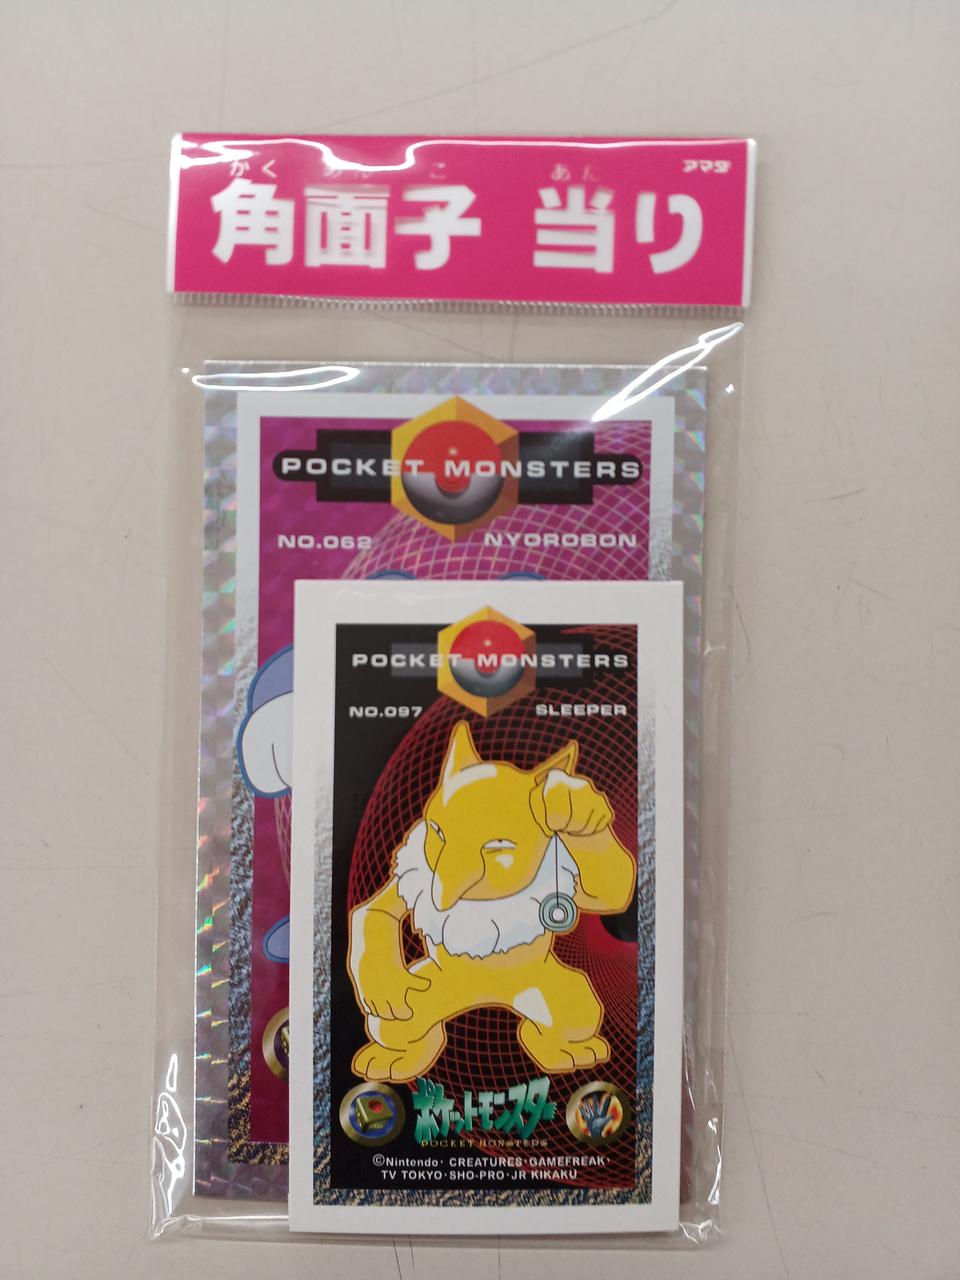 かく めんこ あた
アマダ
角面子 当り
POCKET MONSTERS
NO.062 NYOROBON
POCKET MONSTERS
NO.097 SLEEPER
ポケットモンスター
POCKET MONSTERS
©Nintendo・CREATURES・GAMEFREAK・
TV TOKYO・SHO-PRO・JR KIKAKU